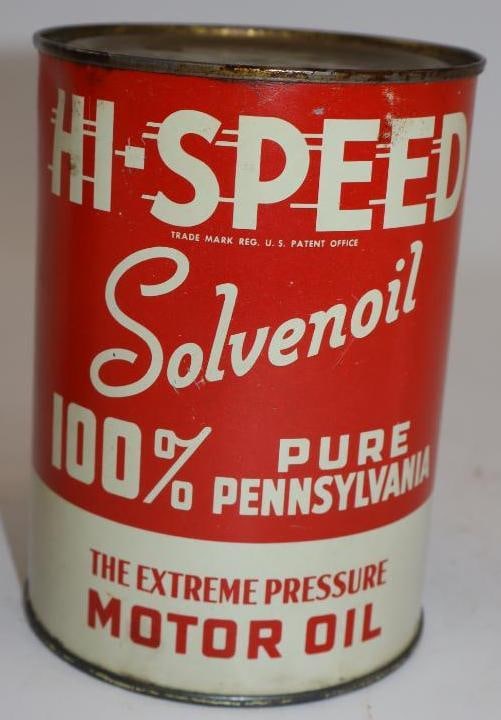 HI-SPEED
TRADE MARK REG. U.S. PATENT OFFICE
Solvenoil
100% PURE
PENNSYLVANIA
THE EXTREME PRESSURE
MOTOR OIL